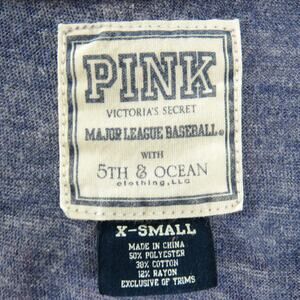 PINK
VICTORIA'S SECRET
MAJOR LEAGUE BASEBALL®
WITH
5TH & OCEAN
clothing, LLC
X-SMALL
MADE IN CHINA
50% POLYESTER
38% COTTON
12% RAYON
EXCLUSIVE OF TRIMS